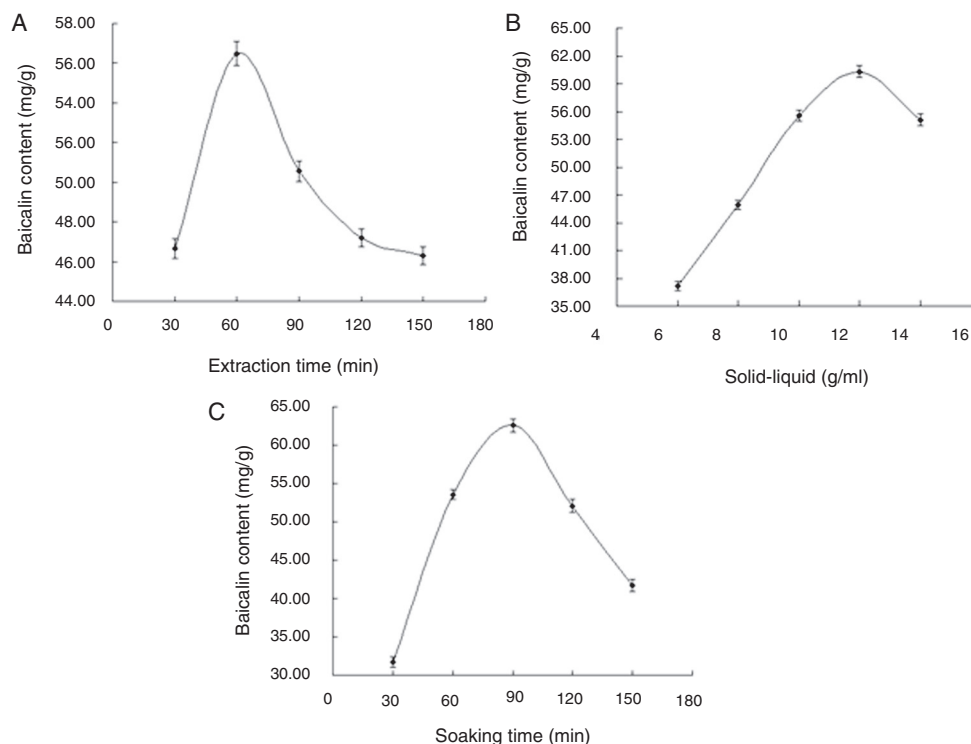 A
Baicalin content (mg/g)
58.00
56.00
54.00
56.00
50.00
48.00
46.00
44.00
0 30 60 90 120 150 180
Extraction time (min)
B
Baicalin content (mg/g)
65.00
62.00
59.00
56.00
53.00
47.00
44.00
41.00
38.00
35.00
4 6 8 10 12 14 16
Solid-liquid (g/ml)
C
Baicalin content (mg/g)
65.00
60.00
55.00
50.00
45.00
40.00
35.00
30.00
0 30 60 90 120 150 180
Soaking time (min)